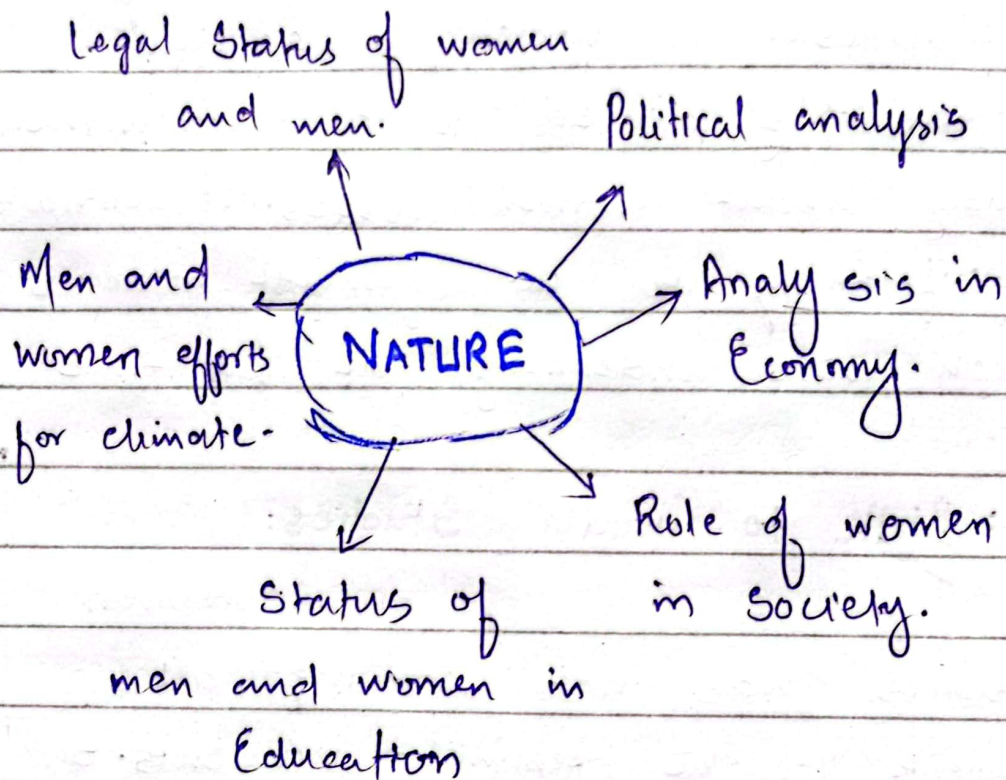 Legal Status of women
and men.
Political analysis
Men and
women efforts
for climate.
NATURE
Analysis in
Economy.
Role of women
in Society.
Status of
men and women in
Education